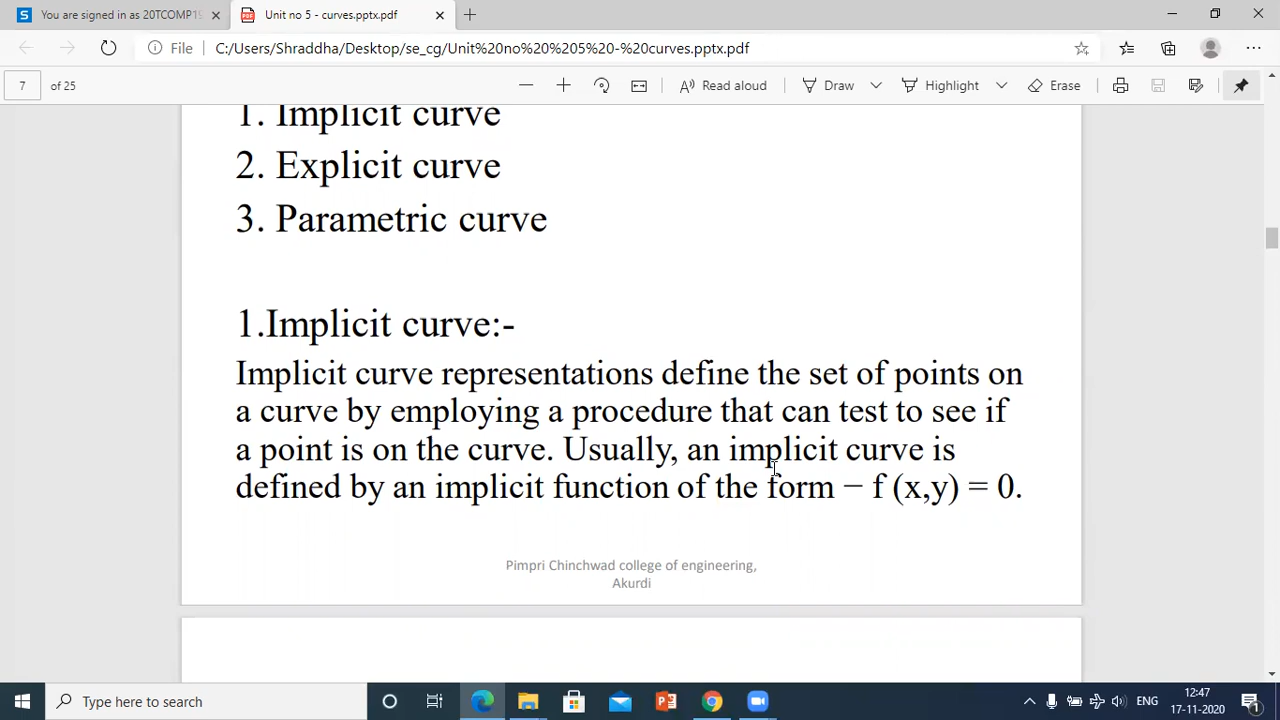 You are signed in as 20TCOMP1S
Unit no 5 - curves.pptx.pdf
File
C:/Users/Shraddha/Desktop/se_cg/Unit%20no%20%205%20-%20curves.pptx.pdf
7 of 25
Read aloud
Draw
Highlight
Erase
1. Implicit curve
2. Explicit curve
3. Parametric curve
1.Implicit curve:-
Implicit curve representations define the set of points on
a curve by employing a procedure that can test to see if
a point is on the curve. Usually, an implicit curve is
defined by an implicit function of the form − f (x,y) = 0.
Pimpri Chinchwad college of engineering,
Akurdi
Type here to search
ENG
12:47
17-11-2020